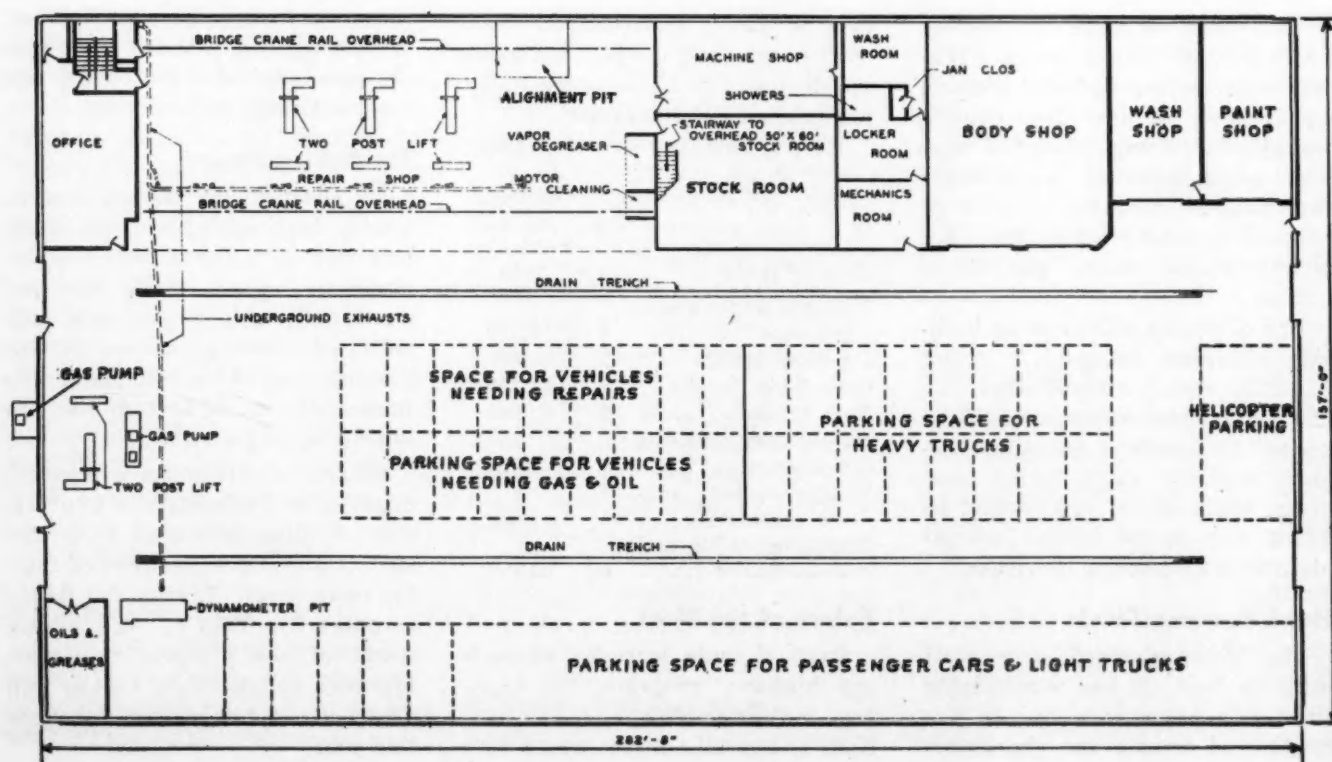 BRIDGE CRANE RAIL OVERHEAD
WASH
ROOM
MACHINE SHOP
JAN CLOS
ALIGNMENT PIT
SHOWERS
STAIRWAY TO
OVERHEAD 50' X 60'
STOCK ROOM
OFFICE
VAPOR
DEGREASER
TWO POST LIFT
LOCKER
ROOM
BODY SHOP
WASH
SHOP
PAINT
SHOP
REPAIR SHOP
MOTOR
CLEANING
STOCK ROOM
MECHANICS
ROOM
BRIDGE CRANE RAIL OVERHEAD
DRAIN TRENCH
UNDERGROUND EXHAUSTS
GAS PUMP
SPACE FOR VEHICLES
NEEDING REPAIRS
PARKING SPACE FOR
HEAVY TRUCKS
HELICOPTER
PARKING
GAS PUMP
PARKING SPACE FOR VEHICLES
NEEDING GAS & OIL
TWO POST LIFT
DRAIN TRENCH
DYNAMOMETER PIT
OILS &
GREASES
PARKING SPACE FOR PASSENGER CARS & LIGHT TRUCKS
157'-0"